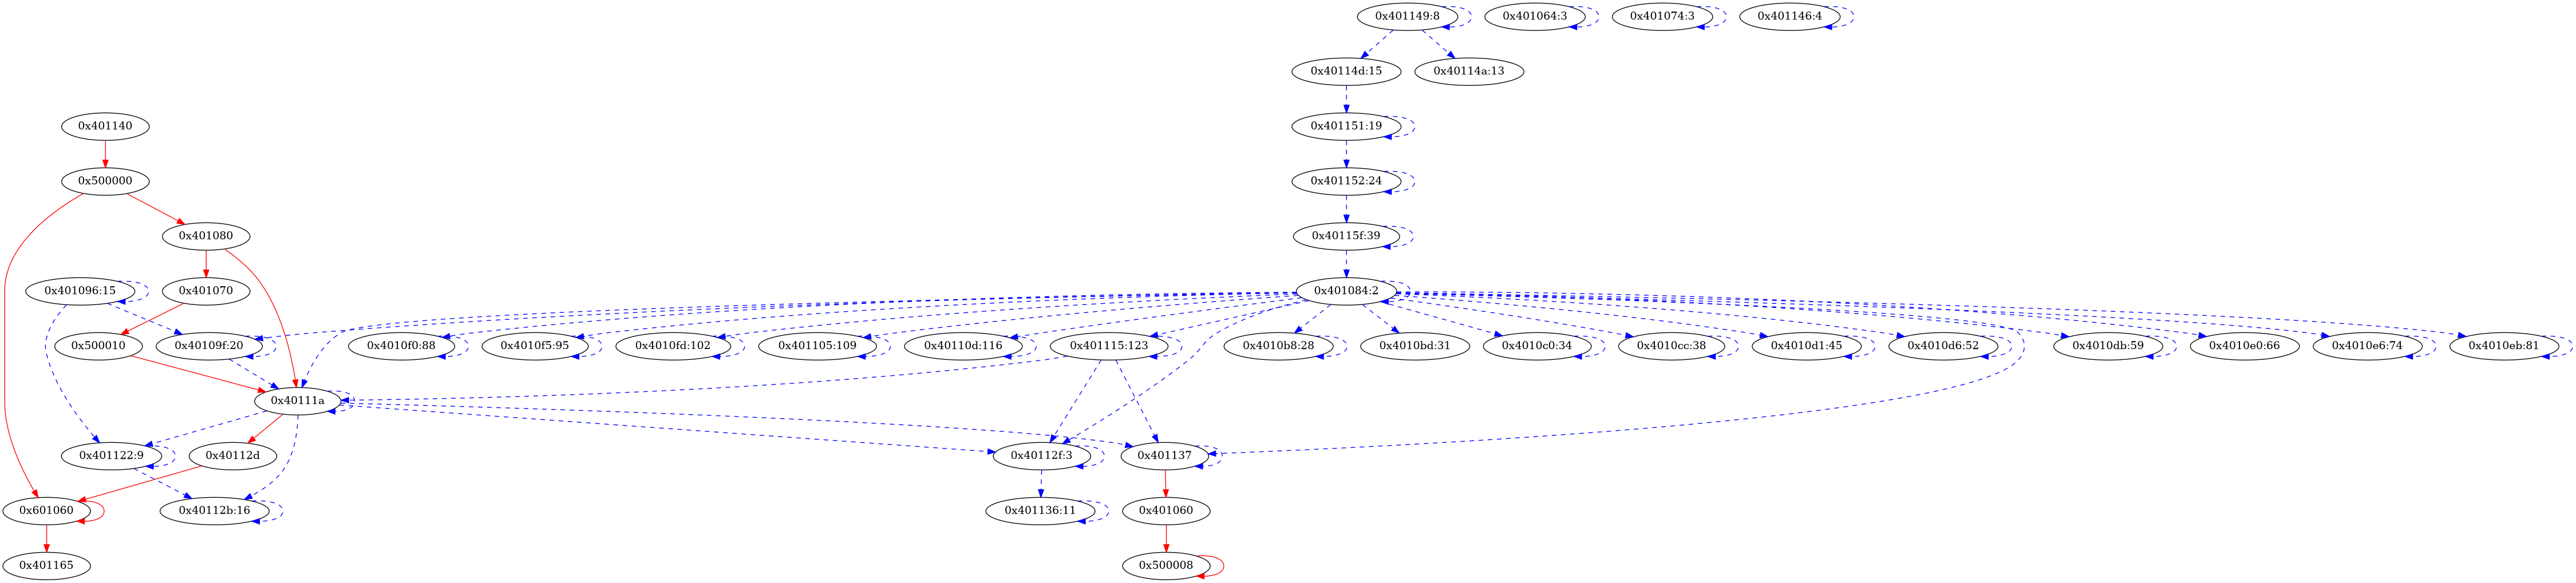 0x401149:8 0x401064:3 0x401074:3 0x401146:4
0x40114d:15 0x40114a:13
0x401140 0x401151:19
0x500000 0x401152:24
0x401080 0x40115f:39
0x401096:15 0x401070 0x401084:2
0x500010 0x40109f:20 0x4010f0:88 0x4010f5:95 0x4010fd:102 0x401105:109 0x40110d:116 0x401115:123 0x4010b8:28 0x4010bd:31 0x4010c0:34 0x4010cc:38 0x4010d1:45 0x4010d6:52 0x4010db:59 0x4010e0:66 0x4010e6:74 0x4010eb:81
0x40111a
0x401122:9 0x40112d 0x40112f:3 0x401137
0x601060 0x40112b:16 0x401136:11 0x401060
0x401165 0x500008